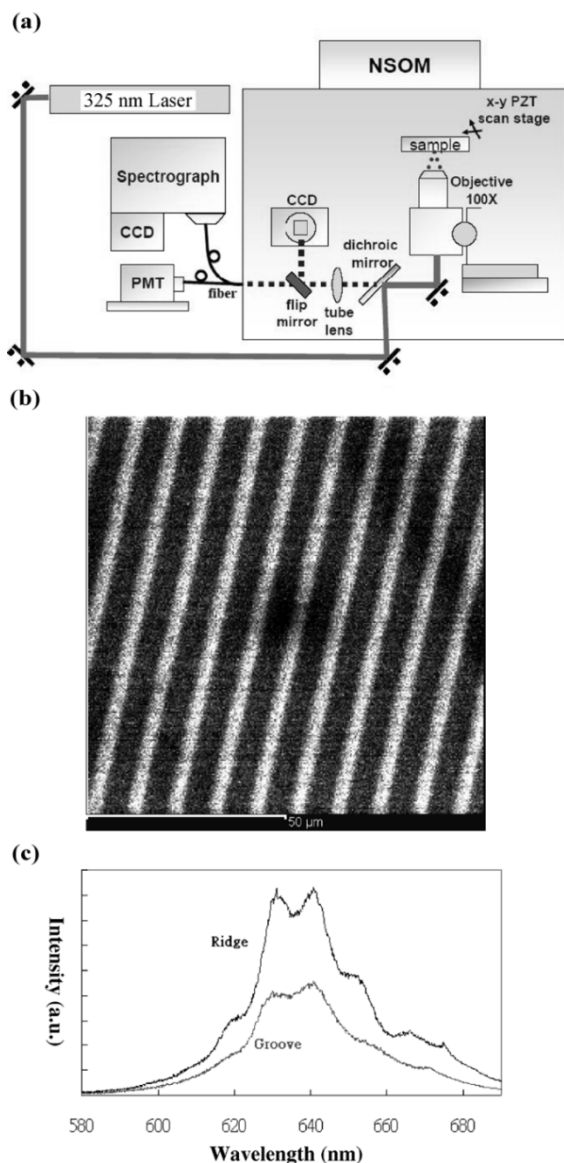 (a)
NSOM
325 nm Laser
x-y PZT
scan stage
sample
Spectrograph
CCD
Objective
100X
CCD
dichroic
mirror
PMT
fiber
flip
mirror
tube
lens
(b)
50 µm
(c)
Intensity (a.u.)
Ridge
Groove
580 600 620 640 660 680
Wavelength (nm)